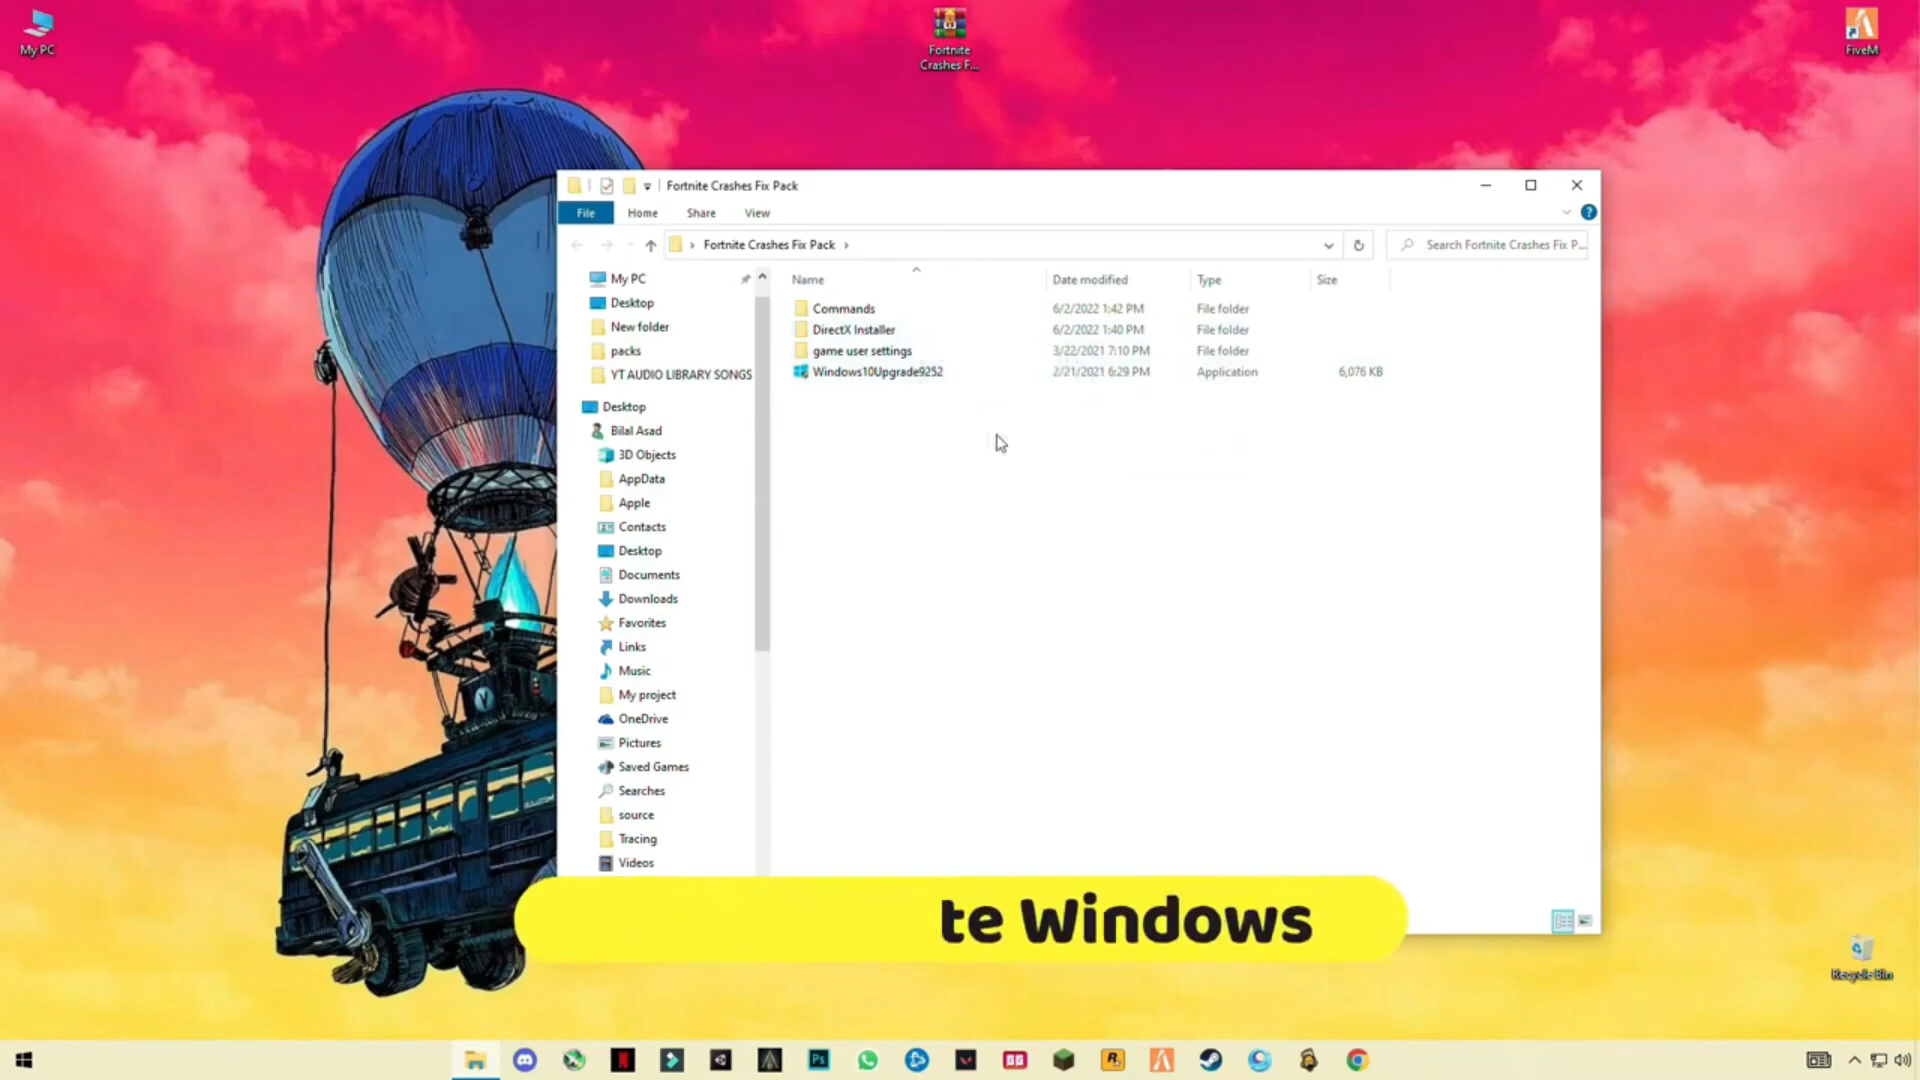 My PC
Fortnite
Crashes F...
FiveM
Fortnite Crashes Fix Pack
File
Home
Share
View
Fortnite Crashes Fix Pack
Search Fortnite Crashes Fix P...
Name
Date modified
Type
Size
Commands
6/2/2022 1:42 PM
File folder
DirectX Installer
6/2/2022 1:40 PM
File folder
game user settings
3/22/2021 7:10 PM
File folder
Windows10Upgrade9252
2/21/2021 6:29 PM
Application
6,076 KB
My PC
Desktop
New folder
packs
YT AUDIO LIBRARY SONGS
Desktop
Bilal Asad
3D Objects
AppData
Apple
Contacts
Desktop
Documents
Downloads
Favorites
Links
Music
My project
OneDrive
Pictures
Saved Games
Searches
source
Tracing
Videos
te Windows
Recycle Bin